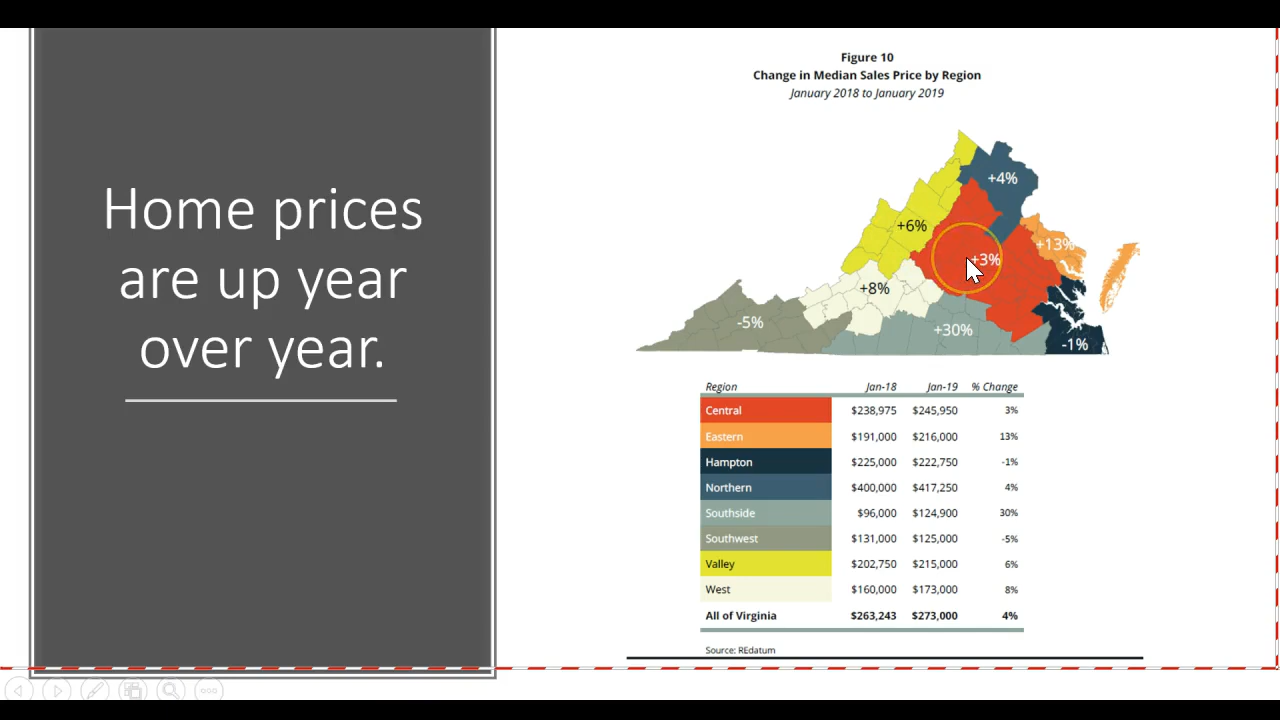 Home prices
are up year
over year.
Figure 10
Change in Median Sales Price by Region
January 2018 to January 2019
+4%
+6%
+13%
+3%
+8%
-5%
+30%
-1%
Region Jan-18 Jan-19 % Change
Central $238,975 $245,950 3%
Eastern $191,000 $216,000 13%
Hampton $225,000 $222,750 -1%
Northern $400,000 $417,250 4%
Southside $96,000 $124,900 30%
Southwest $131,000 $125,000 -5%
Valley $202,750 $215,000 6%
West $160,000 $173,000 8%
All of Virginia $263,243 $273,000 4%
Source: REdatum